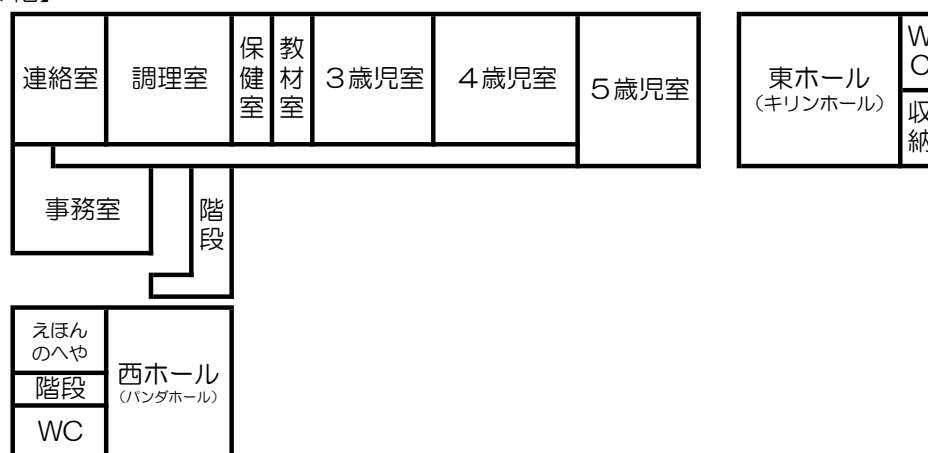 連絡室
調理室
保健室
教材室
3歳児室
4歳児室
5歳児室
東ホール
（キリンホール）
WC
収納
事務室
階段
えほん
のへや
階段
WC
西ホール
（パンダホール）